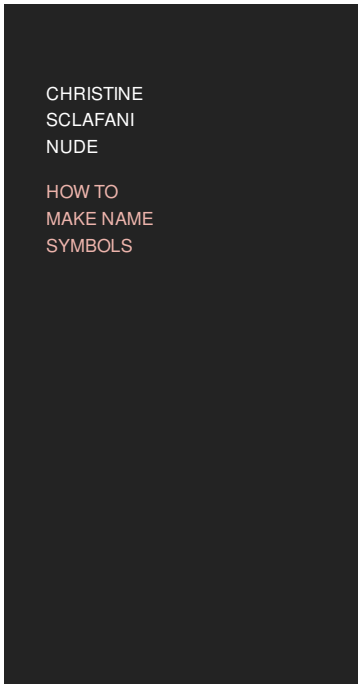 CHRISTINE
SCLAFANI
NUDE
HOW TO
MAKE NAME
SYMBOLS